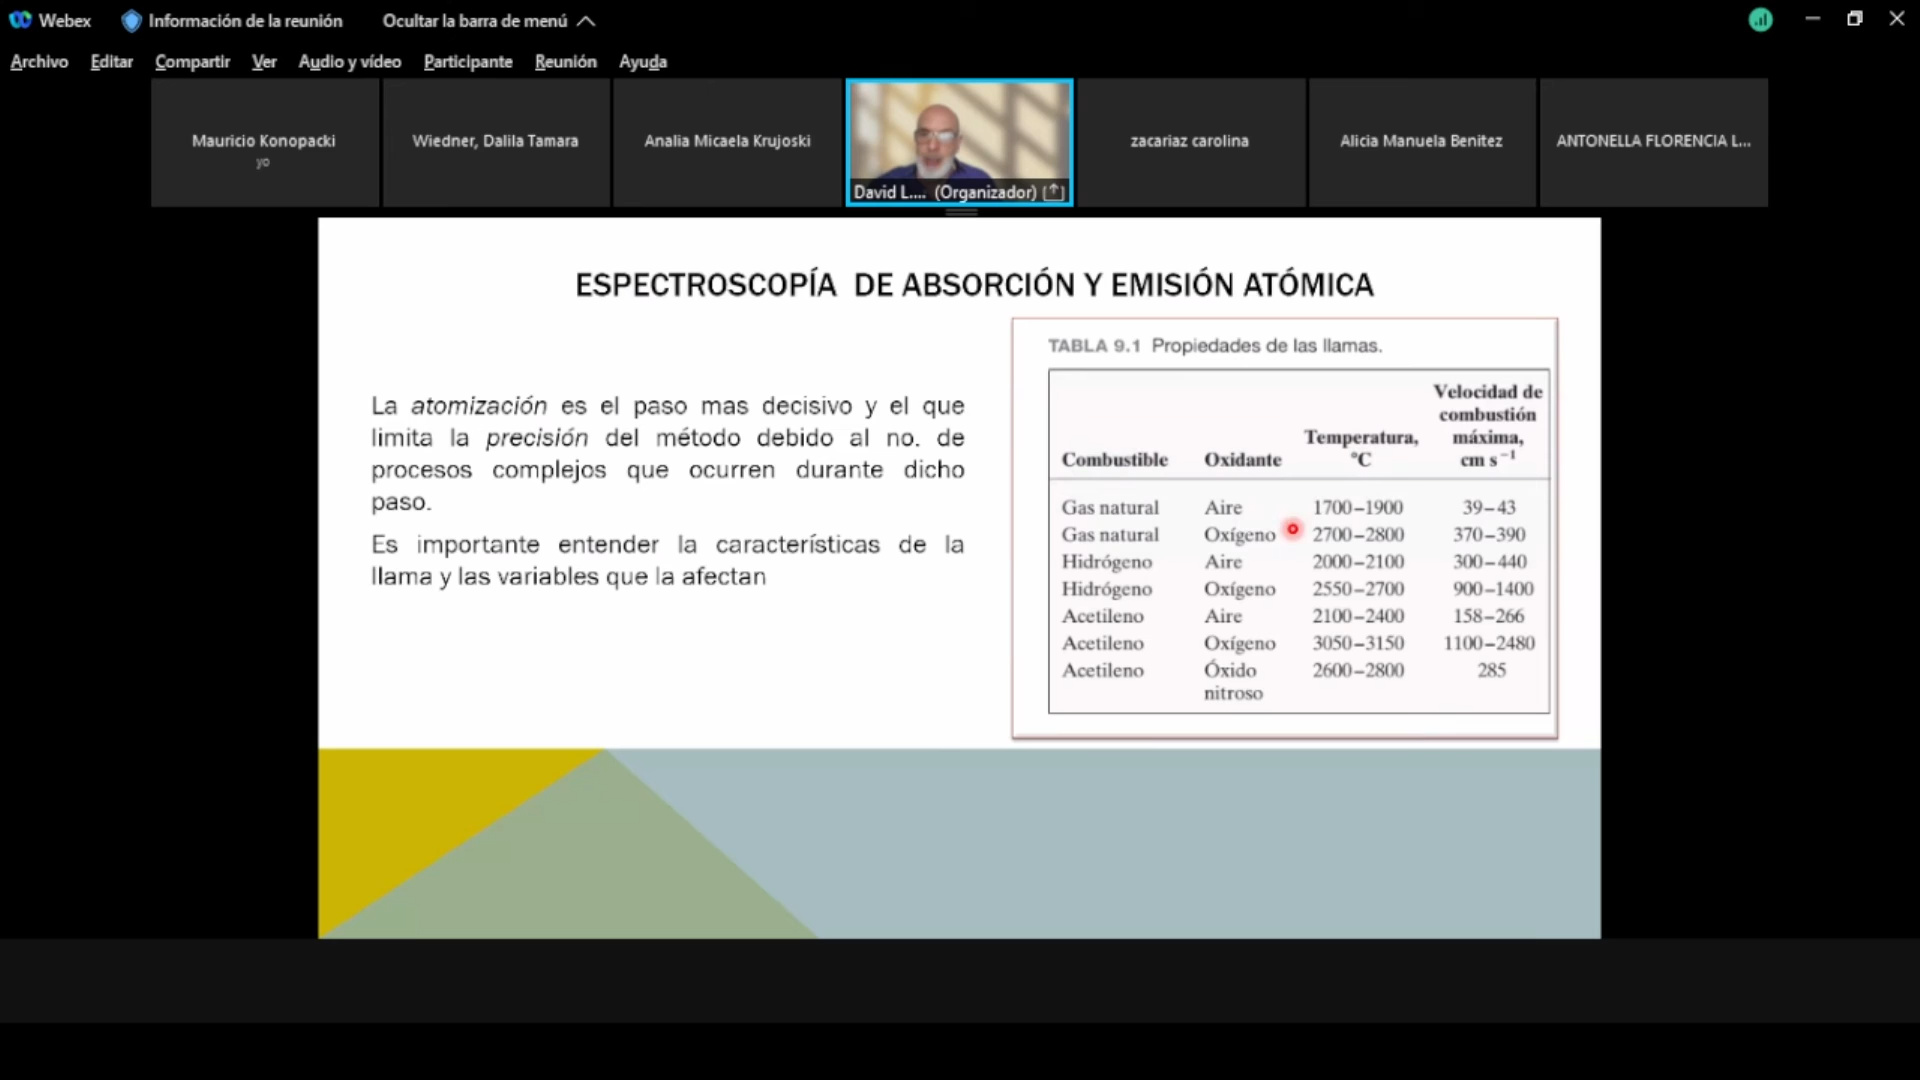 Webex
Información de la reunión
Ocultar la barra de menú
Archivo Editar Compartir Ver Audio y vídeo Participante Reunión Ayuda
Mauricio Konopacki
yo
Wiedner, Dalila Tamara
Analia Micaela Krujoski
David L.... (Organizador)
zacariaz carolina
Alicia Manuela Benitez
ANTONELLA FLORENCIA L...
ESPECTROSCOPÍA DE ABSORCIÓN Y EMISIÓN ATÓMICA
La atomización es el paso mas decisivo y el que
limita la precisión del método debido al no. de
procesos complejos que ocurren durante dicho
paso.
Es importante entender la características de la
llama y las variables que la afectan
TABLA 9.1 Propiedades de las llamas.
Combustible Oxidante Temperatura, °C Velocidad de combustión máxima, cm s⁻¹
Gas natural Aire 1700–1900 39–43
Gas natural Oxígeno 2700–2800 370–390
Hidrógeno Aire 2000–2100 300–440
Hidrógeno Oxígeno 2550–2700 900–1400
Acetileno Aire 2100–2400 158–266
Acetileno Oxígeno 3050–3150 1100–2480
Acetileno Óxido nitroso 2600–2800 285